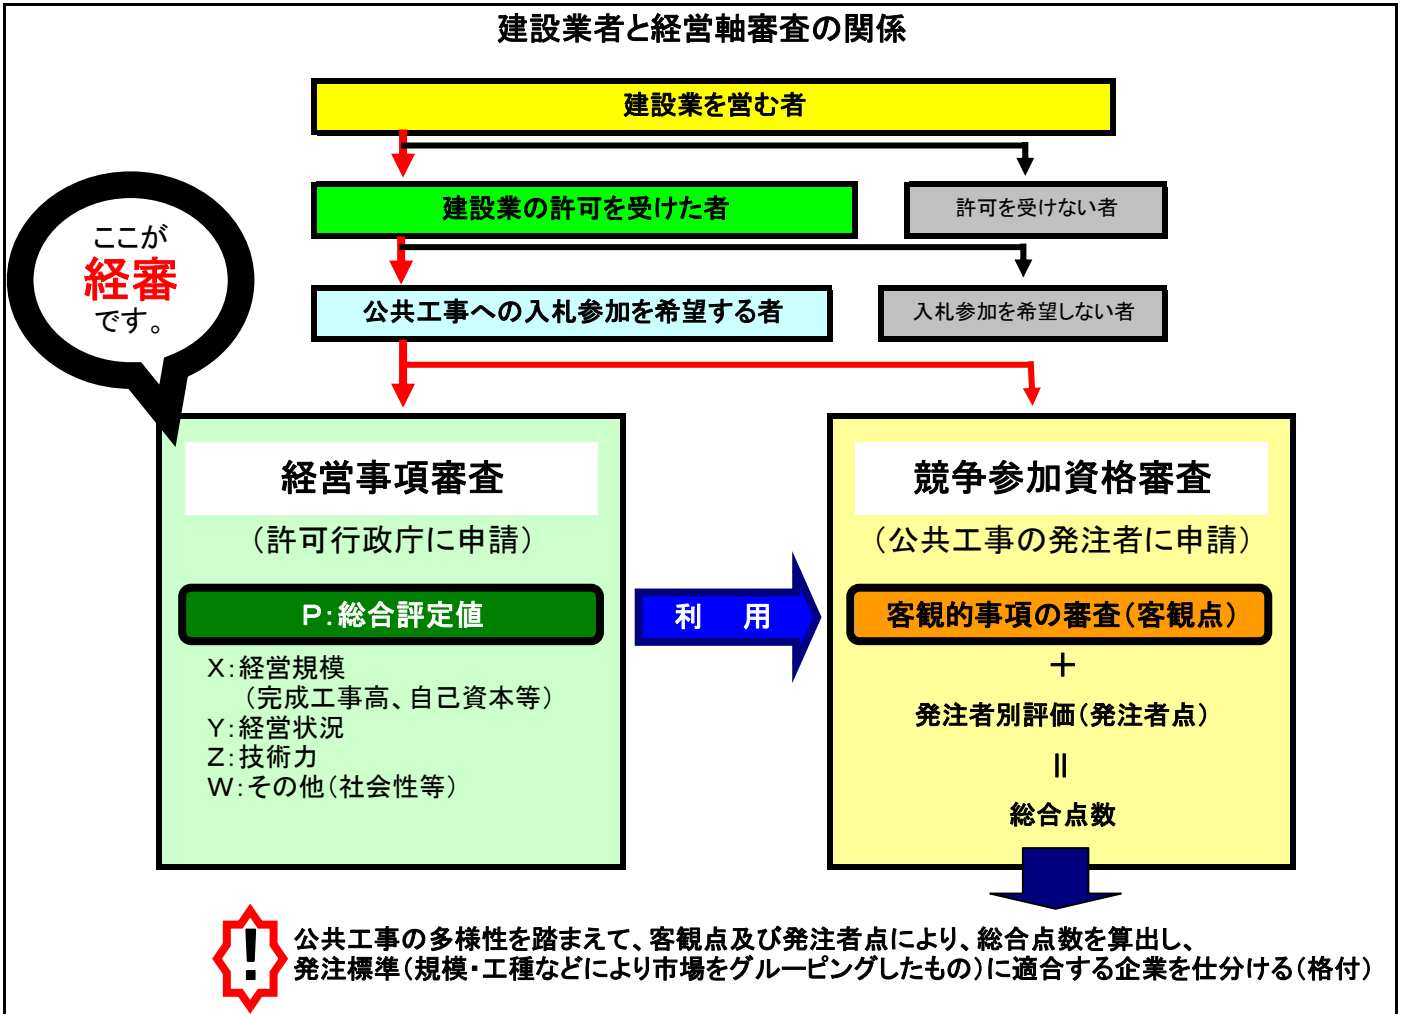 建設業者と経営軸審査の関係
建設業を営む者
建設業の許可を受けた者
許可を受けない者
ここが
経審
です。
公共工事への入札参加を希望する者
入札参加を希望しない者
経営事項審査
（許可行政庁に申請）
P：総合評定値
X：経営規模
（完成工事高、自己資本等）
Y：経営状況
Z：技術力
W：その他（社会性等）
利　用
競争参加資格審査
（公共工事の発注者に申請）
客観的事項の審査（客観点）
＋
発注者別評価（発注者点）
＝
総合点数
!
公共工事の多様性を踏まえて、客観点及び発注者点により、総合点数を算出し、
発注標準（規模・工種などにより市場をグルーピングしたもの）に適合する企業を仕分ける（格付）